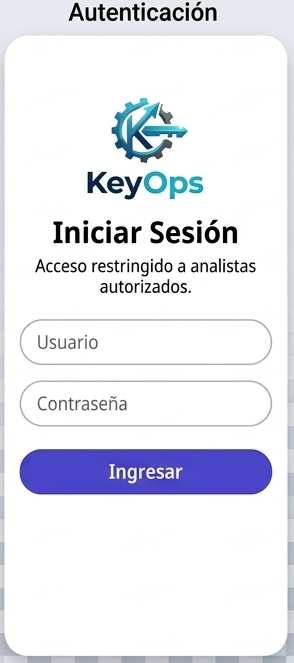 Autenticación
KeyOps
Iniciar Sesión
Acceso restringido a analistas
autorizados.
Usuario
Contraseña
Ingresar